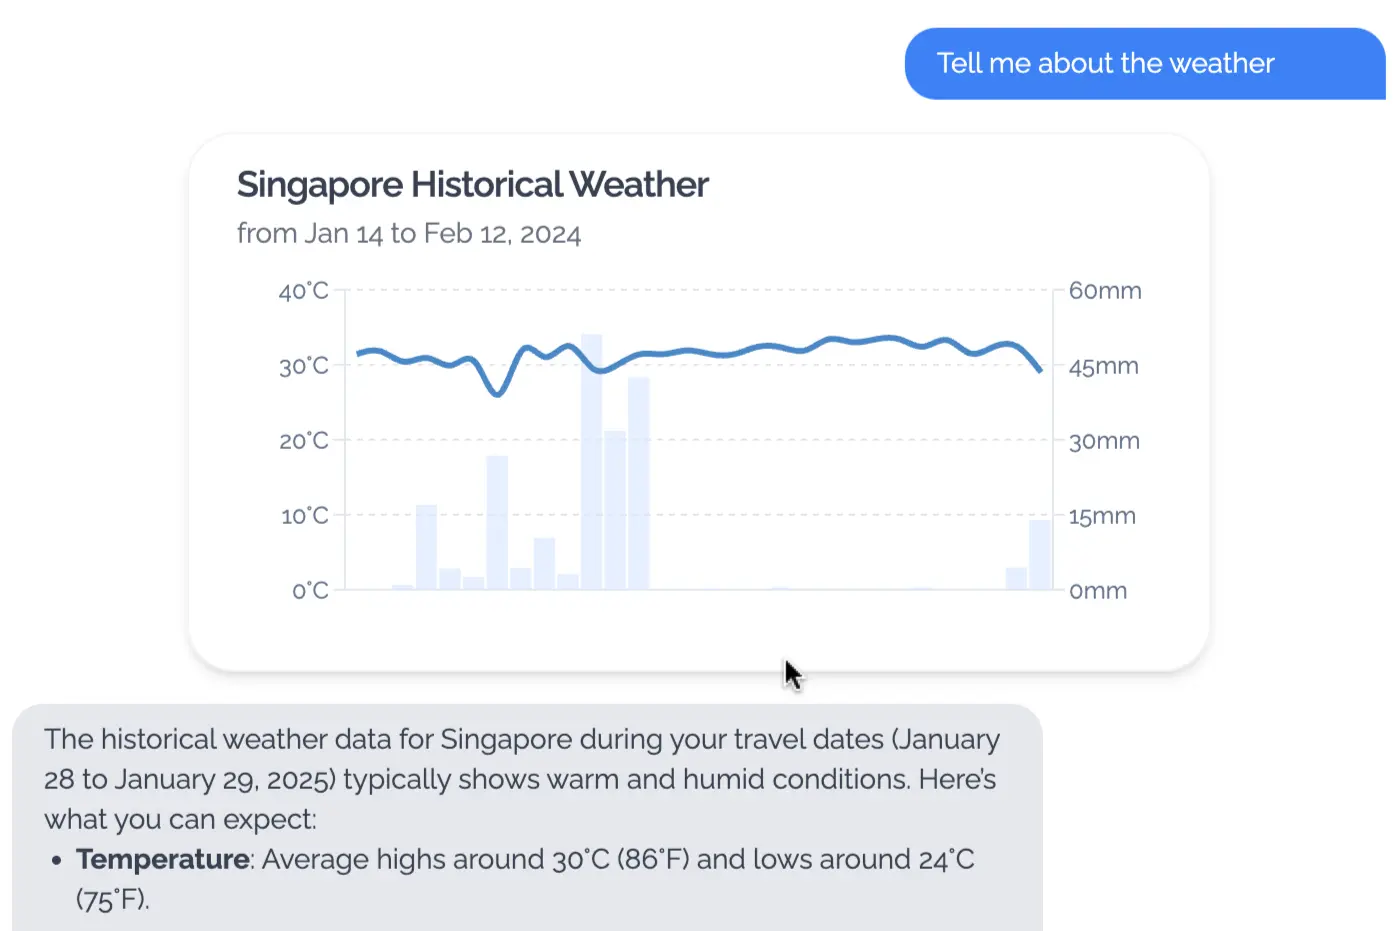 Tell me about the weather
Singapore Historical Weather
from Jan 14 to Feb 12, 2024
40°C
60mm
30°C
45mm
20°C
30mm
10°C
15mm
0°C
0mm
The historical weather data for Singapore during your travel dates (January
28 to January 29, 2025) typically shows warm and humid conditions. Here's
what you can expect:
• Temperature: Average highs around 30°C (86°F) and lows around 24°C
(75°F).